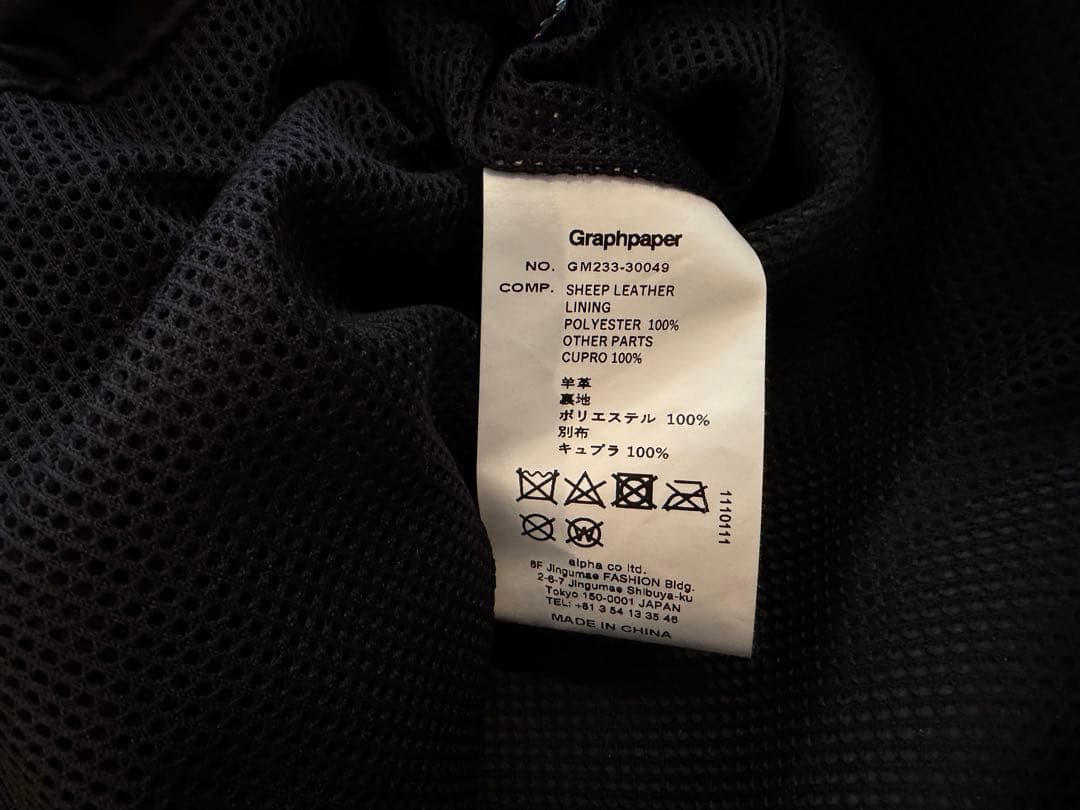 Graphpaper
NO. GM233-30049
COMP. SHEEP LEATHER
LINING
POLYESTER 100%
OTHER PARTS
CUPRO 100%
羊革
裏地
ポリエステル 100%
別布
キュプラ 100%
1110111
W
alpha co ltd.
6F Jingumae FASHION Bldg.
2-6-7 Jingumae Shibuya-ku
Tokyo 150-0001 JAPAN
TEL: +81 3 54 13 35 46
MADE IN CHINA